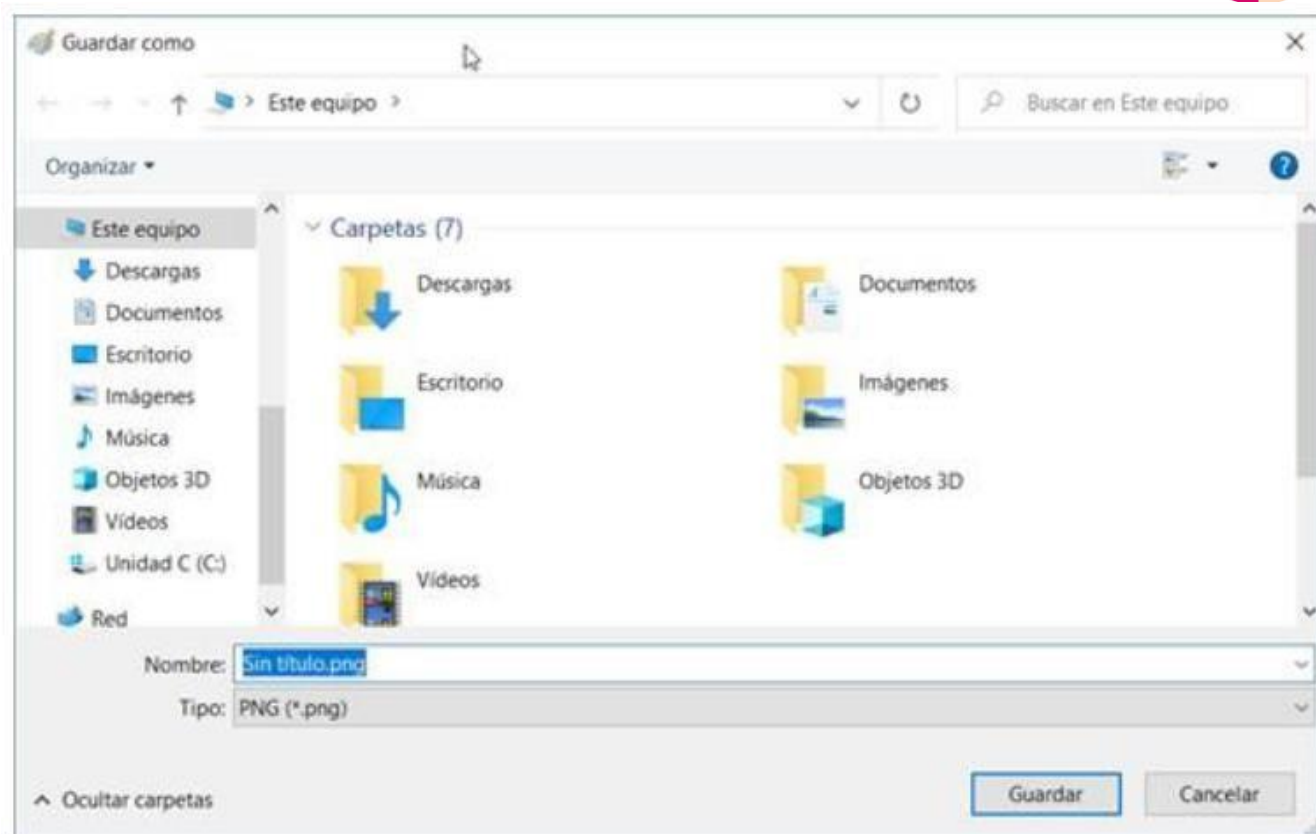 Guardar como
Este equipo
Buscar en Este equipo
Organizar
Este equipo
Descargas
Documentos
Escritorio
Imágenes
Música
Objetos 3D
Vídeos
Unidad C (C:)
Red
Carpetas (7)
Descargas
Documentos
Escritorio
Imágenes
Música
Objetos 3D
Vídeos
Nombre: Sin título.png
Tipo: PNG (*.png)
Ocultar carpetas
Guardar
Cancelar